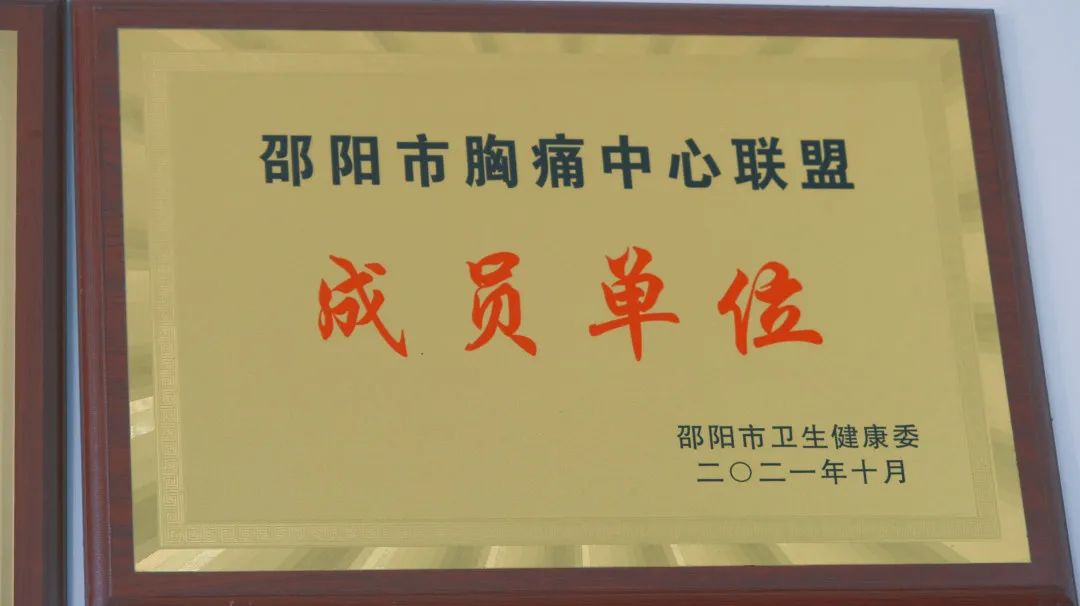 邵阳市胸痛中心联盟
成员单位
邵阳市卫生健康委
二〇二一年十月